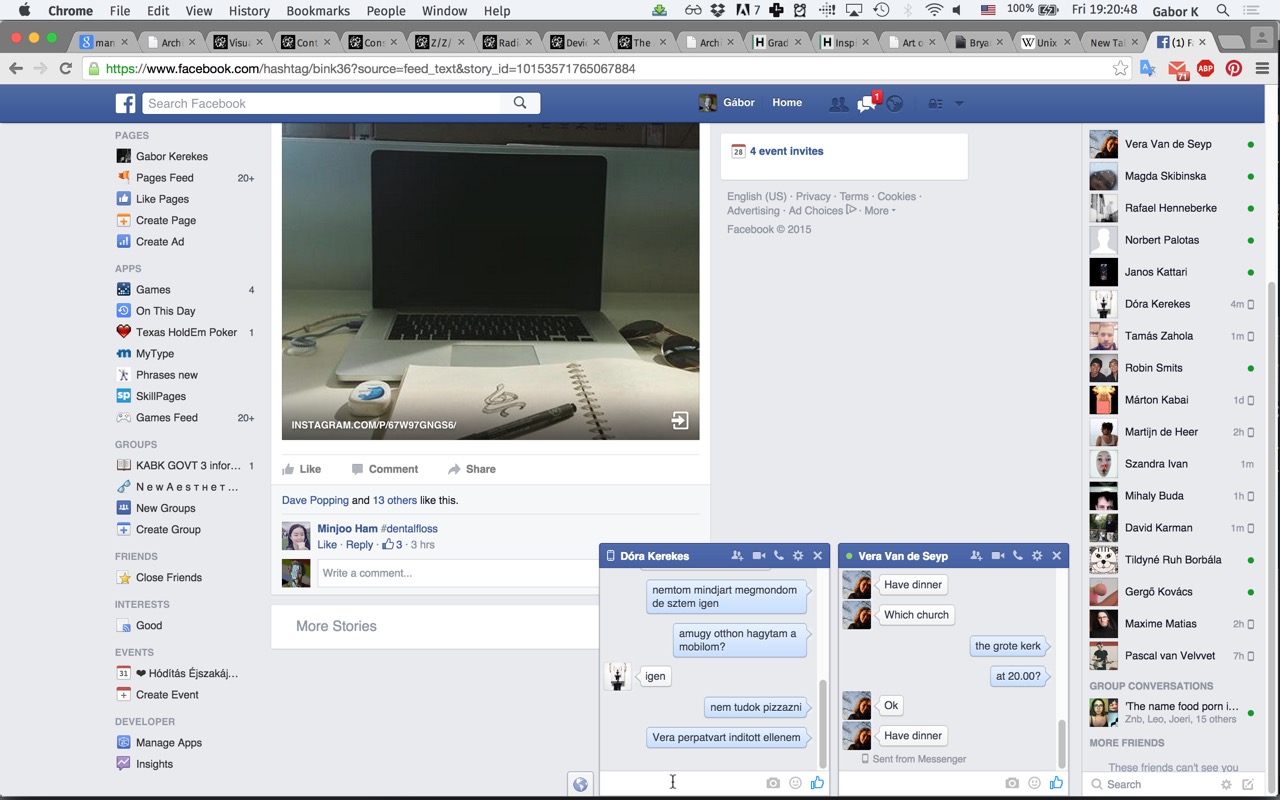 Chrome File Edit View History Bookmarks People Window Help 7 100% Fri 19:20:48 Gabor K
man Arch Visu Cont Cons Z/Z/ Radi Devi The Archi Grad Inspi Art o Brya Unix New Tal (1) F
https://www.facebook.com/hashtag/bink36?source=feed_text&story_id=10153571765067884 71 ABP
Search Facebook Gábor Home 1
PAGES
Gabor Kerekes
Pages Feed 20+
Like Pages
Create Page
Create Ad
APPS
Games 4
On This Day
Texas HoldEm Poker 1
MyType
Phrases new
SkillPages
Games Feed 20+
GROUPS
KABK GOVT 3 infor... 1
N e w A ᴇ s ᴛ ʜ ᴇ ᴛ ...
New Groups
Create Group
FRIENDS
Close Friends
INTERESTS
Good
EVENTS
31 ❤ Hódítás Éjszakáj...
Create Event
DEVELOPER
Manage Apps
Insights
INSTAGRAM.COM/P/67W97GNGS6/
Like Comment Share
Dave Popping and 13 others like this.
Minjoo Ham #dentalfloss
Like · Reply · 3 · 3 hrs
Write a comment...
More Stories
28 4 event invites
English (US) · Privacy · Terms · Cookies ·
Advertising · Ad Choices · More
Facebook © 2015
Dóra Kerekes
nemtom mindjart megmondom
de sztem igen
amugy otthon hagytam a
mobilom?
igen
nem tudok pizzazni
Vera perpatvart inditott ellenem
Vera Van de Seyp
Have dinner
Which church
the grote kerk
at 20.00?
Ok
Have dinner
Sent from Messenger
Vera Van de Seyp
Magda Skibinska
Rafael Henneberke
Norbert Palotas
Janos Kattari
Dóra Kerekes 4m
Tamás Zahola 1m
Robin Smits
Márton Kabai 1d
Martijn de Heer 2h
Szandra Ivan 1m
Mihaly Buda 1h
David Karman 1m
Tildyné Ruh Borbála
Gergő Kovács
Maxime Matias 2h
Pascal van Velvvet 7h
GROUP CONVERSATIONS
'The name food porn i...
Znb, Leo, Joeri, 15 others
MORE FRIENDS
These friends can't see you
Search